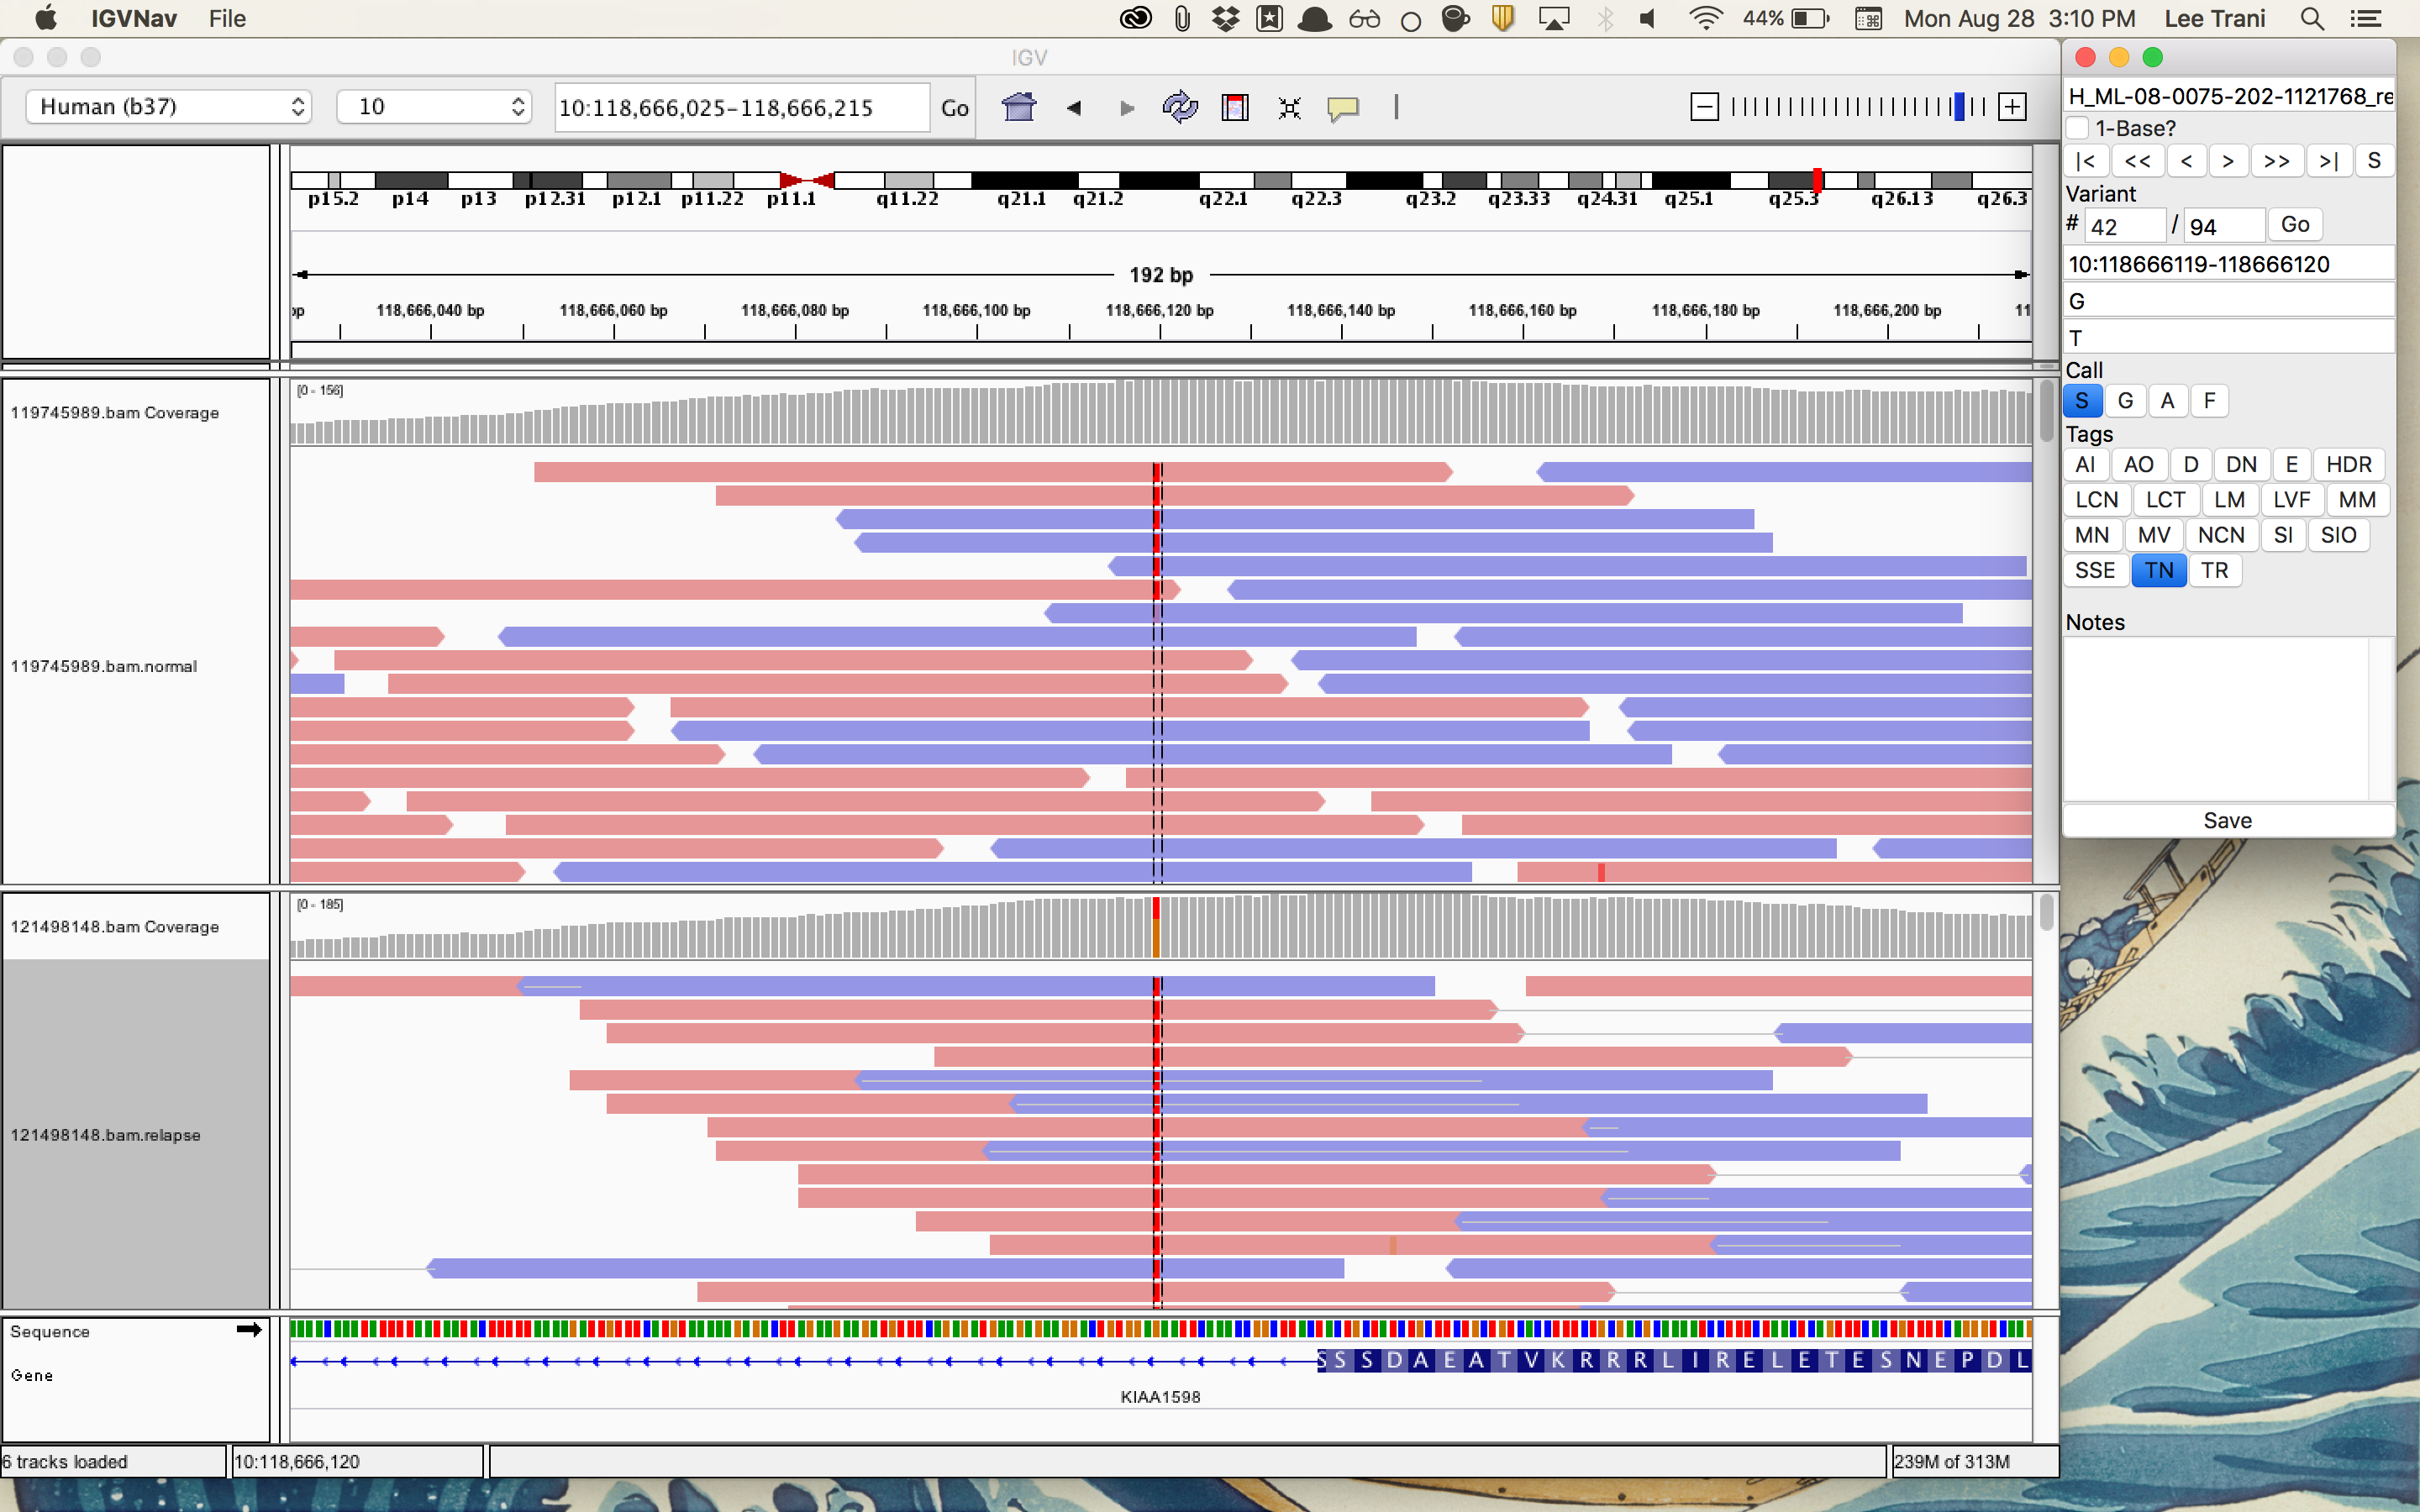 IGVNav File 44% Mon Aug 28 3:10 PM Lee Trani
IGV
Human (b37) 10 10:118,666,025-118,666,215 Go
p15.2 p14 p13 p12.31 p12.1 p11.22 p11.1 q11.22 q21.1 q21.2 q22.1 q22.3 q23.2 q23.33 q24.31 q25.1 q25.3 q26.13 q26.3
192 bp
118,666,040 bp 118,666,060 bp 118,666,080 bp 118,666,100 bp 118,666,120 bp 118,666,140 bp 118,666,160 bp 118,666,180 bp 118,666,200 bp 11
[0 - 156]
119745989.bam Coverage
119745989.bam.normal
[0 - 185]
121498148.bam Coverage
121498148.bam.relapse
Sequence
Gene
S S S D A E A T V K R R R L I R E L E T E S N E P D L
KIAA1598
6 tracks loaded 10:118,666,120 239M of 313M
H_ML-08-0075-202-1121768_re
1-Base?
|< << < > >> >| S
Variant
# 42 / 94 Go
10:118666119-118666120
G
T
Call
S G A F
Tags
AI AO D DN E HDR
LCN LCT LM LVF MM
MN MV NCN SI SIO
SSE TN TR
Notes
Save